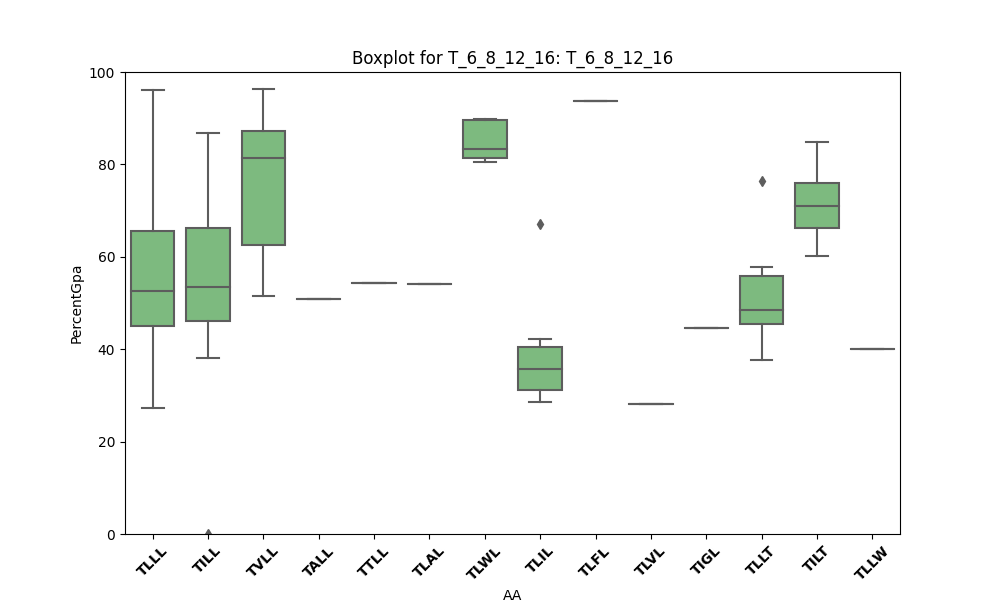 Boxplot for T_6_8_12_16: T_6_8_12_16
100
80
60
40
20
0
PercentGpa
TLLL TILL TVLL TALL TTLL TLAL TLWL TLIL TLFL TLVL TIGL TLLT TILT TLLW
AA